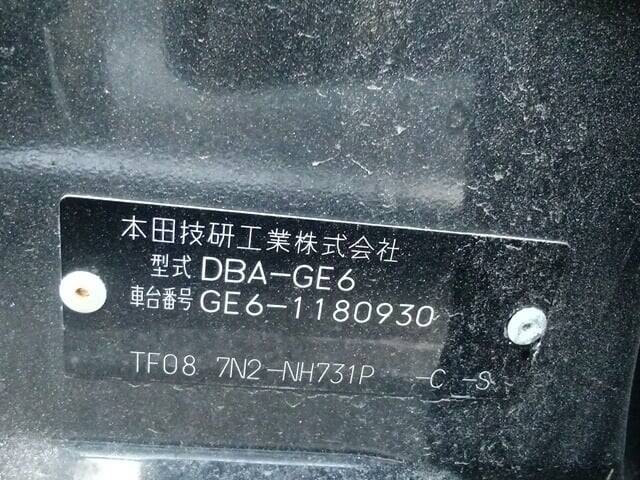 本田技研工業株式会社
型式 DBA-GE6
車台番号 GE6-1180930
TF08 7N2-NH731P -C -S